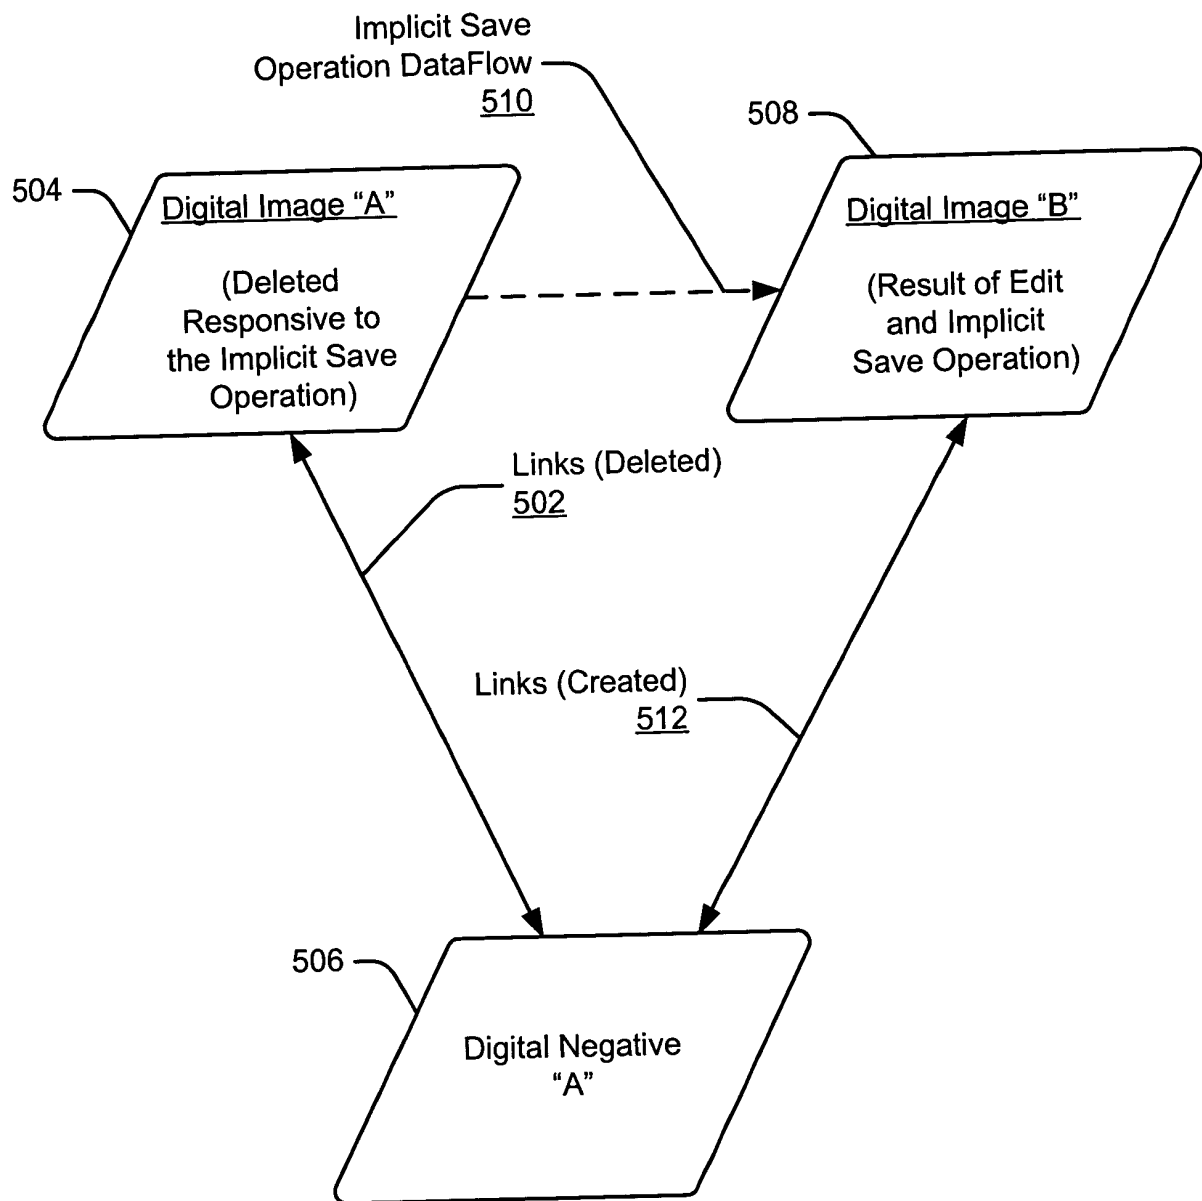 Implicit Save
Operation DataFlow
510
508
504
Digital Image “A”
(Deleted
Responsive to
the Implicit Save
Operation)
Digital Image “B”
(Result of Edit
and Implicit
Save Operation)
Links (Deleted)
502
Links (Created)
512
506
Digital Negative
“A”